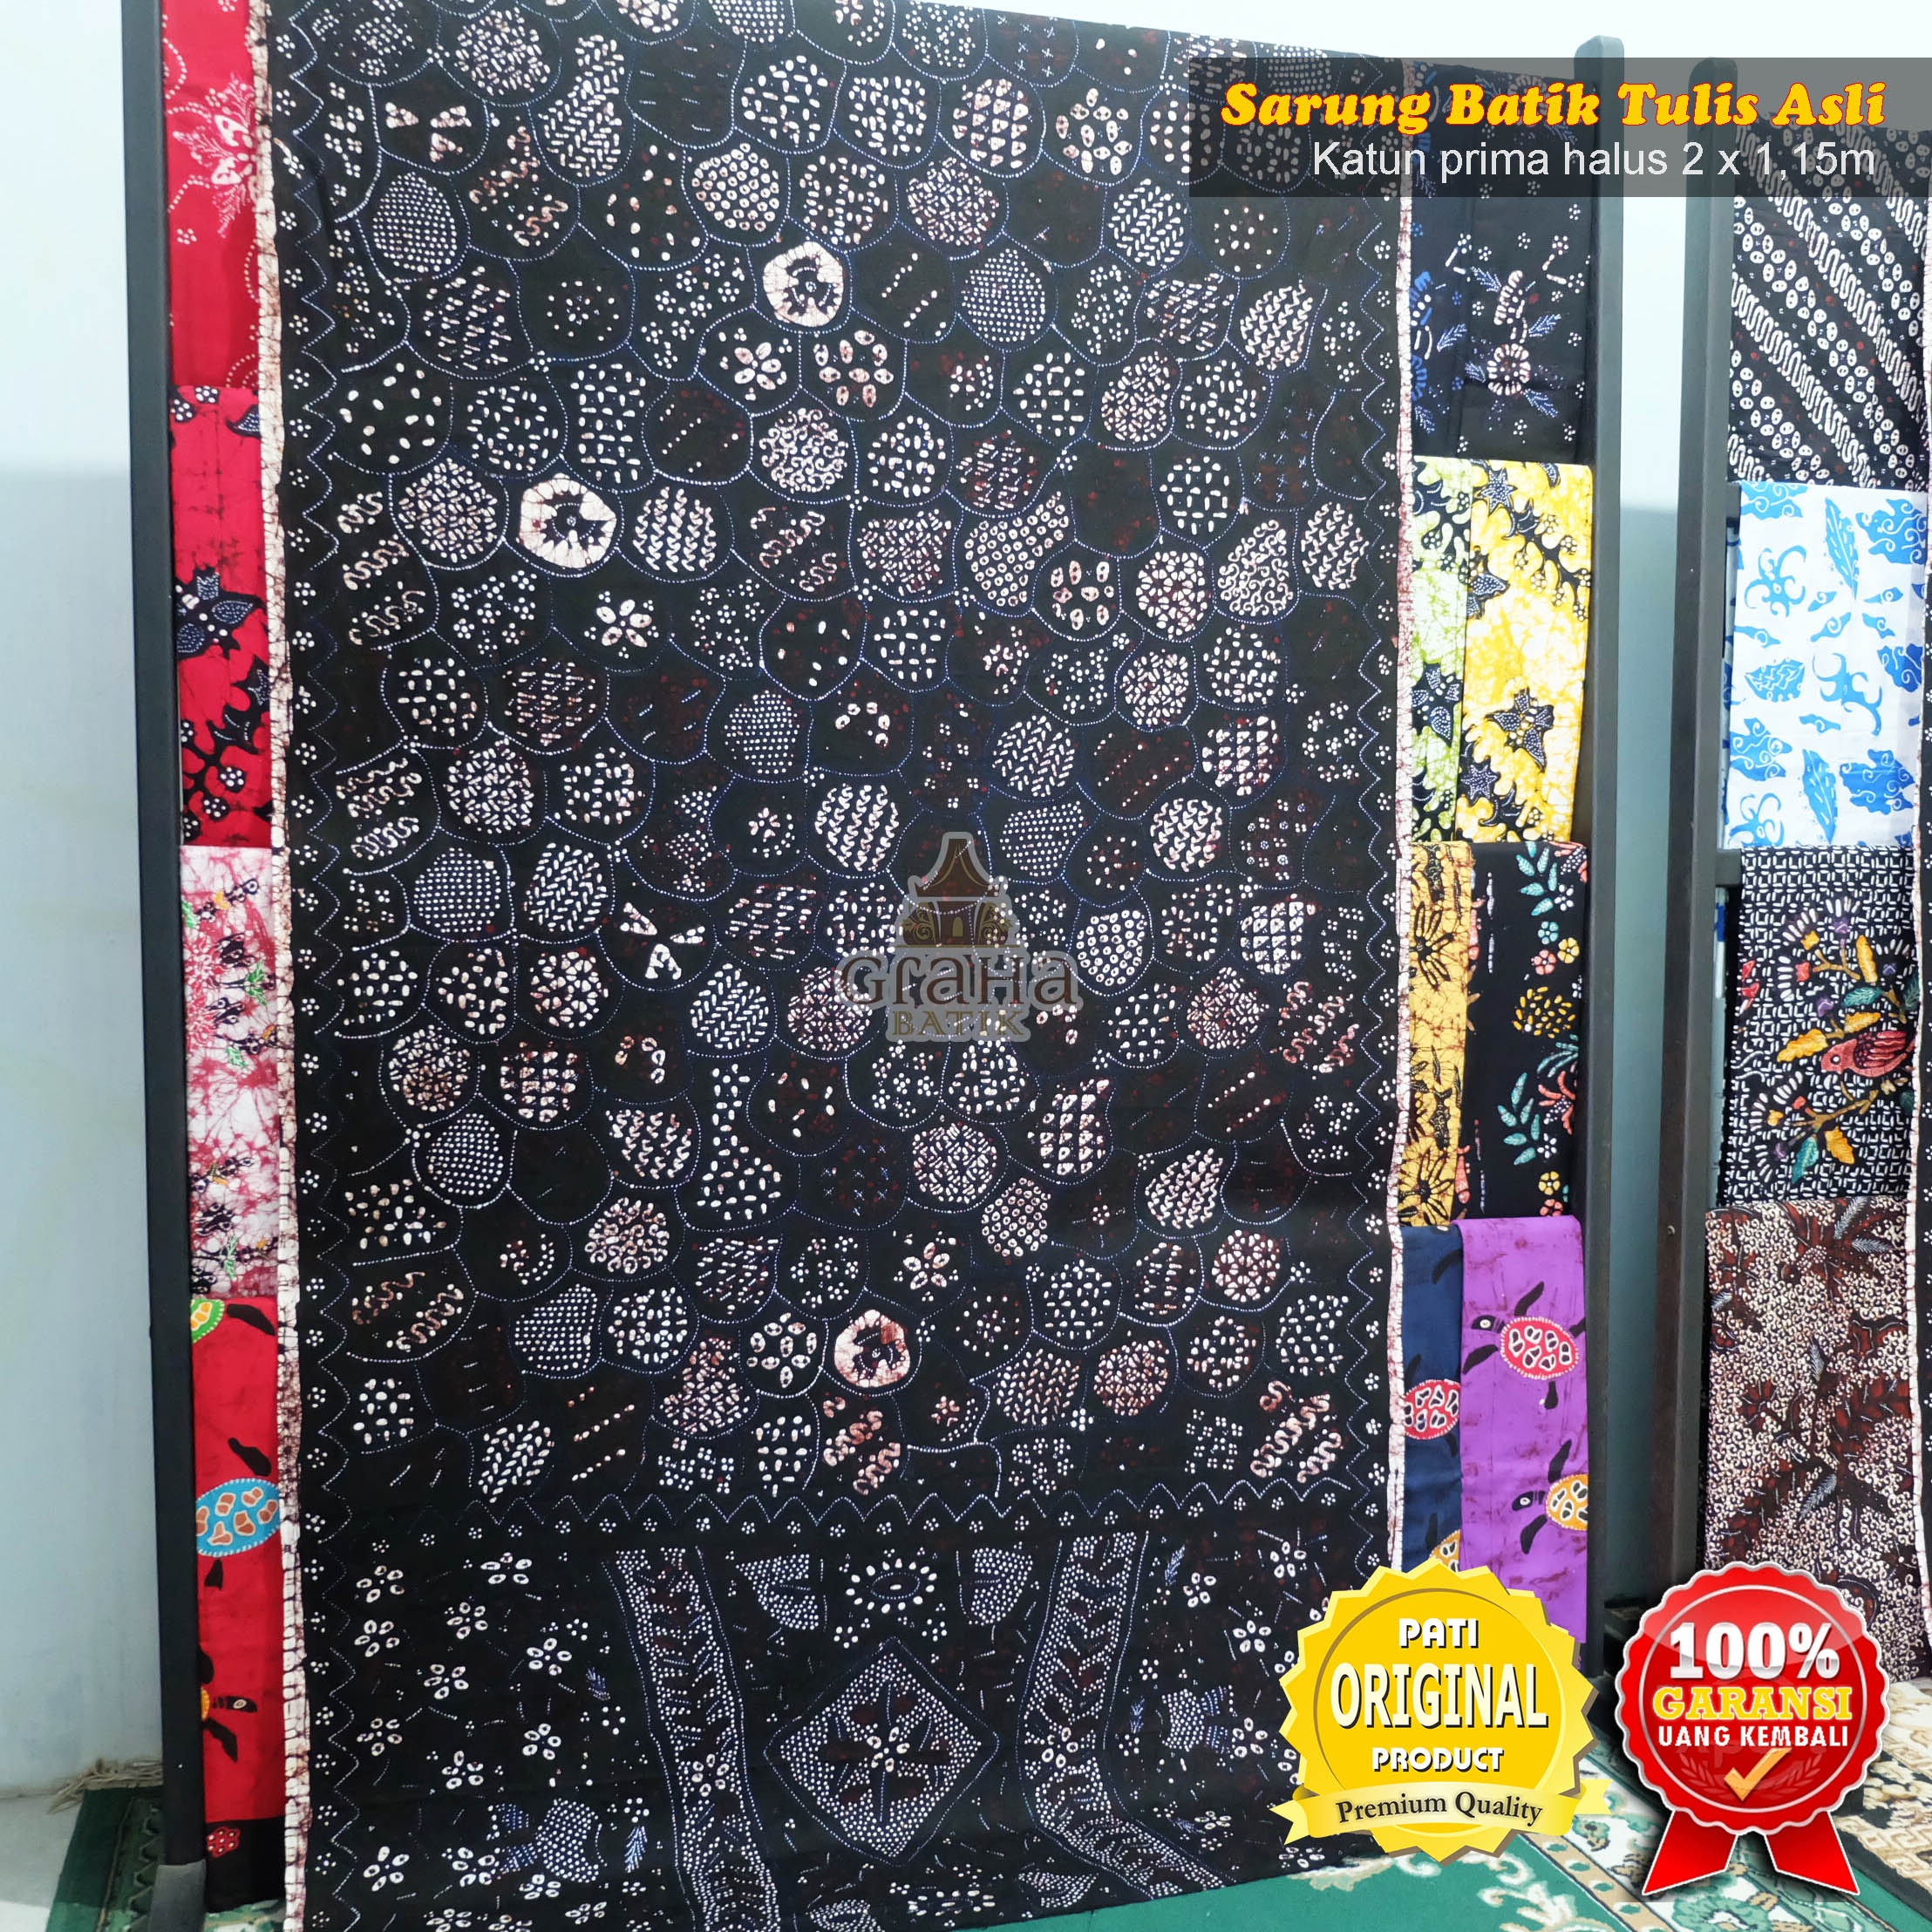 Sarung Batik Tulis Asli
Katun prima halus 2 x 1,15m
GraHa
BATIK
PATI
ORIGINAL
PRODUCT
Premium Quality
100%
GARANSI
UANG KEMBALI